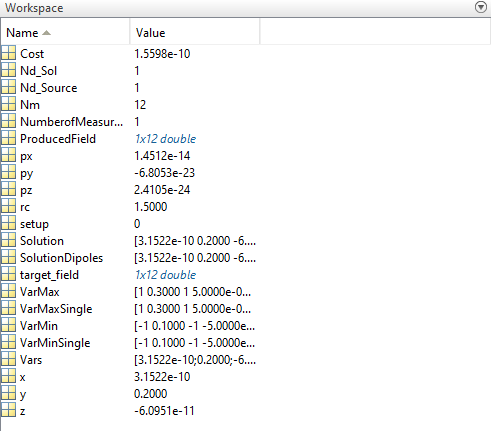 Workspace
Name Value
Cost 1.5598e-10
Nd_Sol 1
Nd_Source 1
Nm 12
NumberofMeasur... 1
ProducedField 1x12 double
px 1.4512e-14
py -6.8053e-23
pz 2.4105e-24
rc 1.5000
setup 0
Solution [3.1522e-10 0.2000 -6....
SolutionDipoles [3.1522e-10 0.2000 -6....
target_field 1x12 double
VarMax [1 0.3000 1 5.0000e-0...
VarMaxSingle [1 0.3000 1 5.0000e-0...
VarMin [-1 0.1000 -1 -5.0000e...
VarMinSingle [-1 0.1000 -1 -5.0000e...
Vars [3.1522e-10;0.2000;-6....
x 3.1522e-10
y 0.2000
z -6.0951e-11